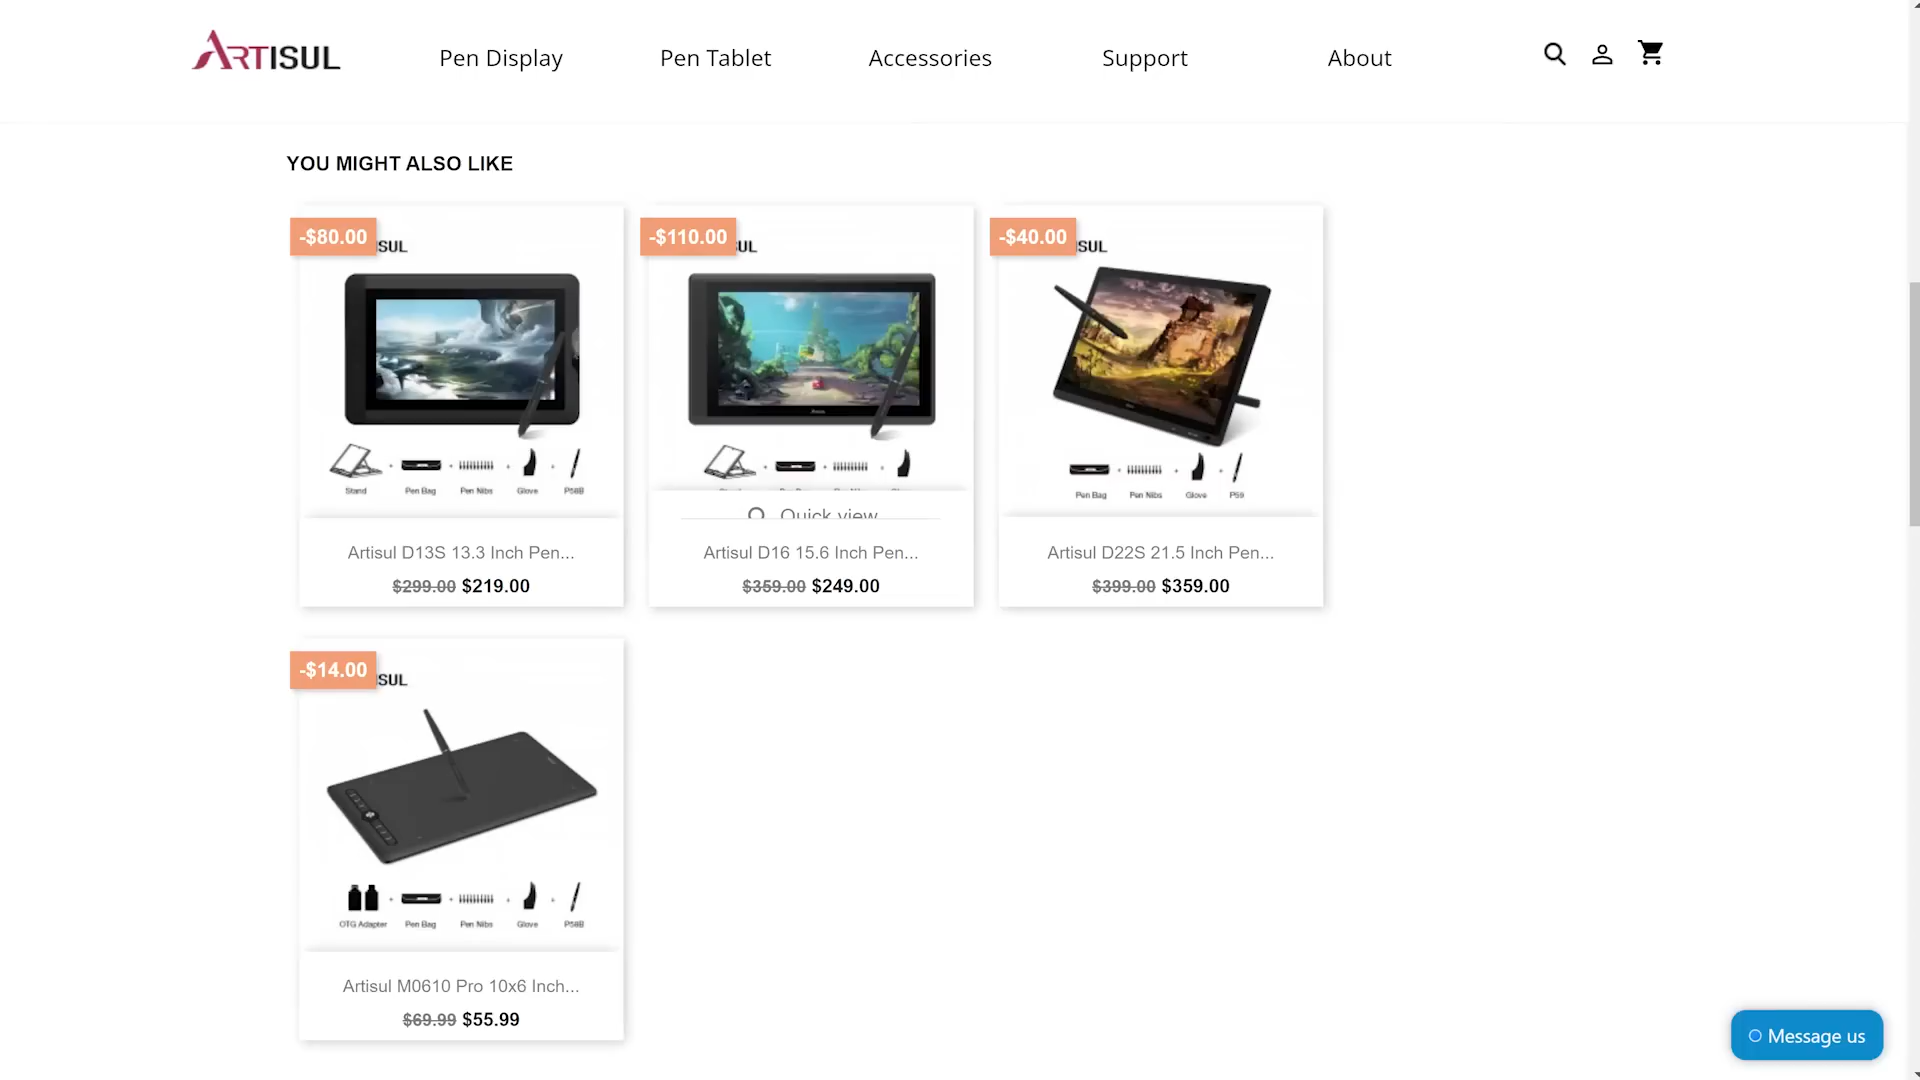 ARTISUL
Pen Display
Pen Tablet
Accessories
Support
About
YOU MIGHT ALSO LIKE
-$80.00
SUL
Stand
Pen Bag
Pen Nibs
Glove
P58B
Artisul D13S 13.3 Inch Pen...
$299.00 $219.00
-$110.00
UL
Quick view
Artisul D16 15.6 Inch Pen...
$359.00 $249.00
-$40.00
SUL
Pen Bag
Pen Nibs
Glove
P59
Artisul D22S 21.5 Inch Pen...
$399.00 $359.00
-$14.00
SUL
OTG Adapter
Pen Bag
Pen Nibs
Glove
P58B
Artisul M0610 Pro 10x6 Inch...
$69.99 $55.99
Message us